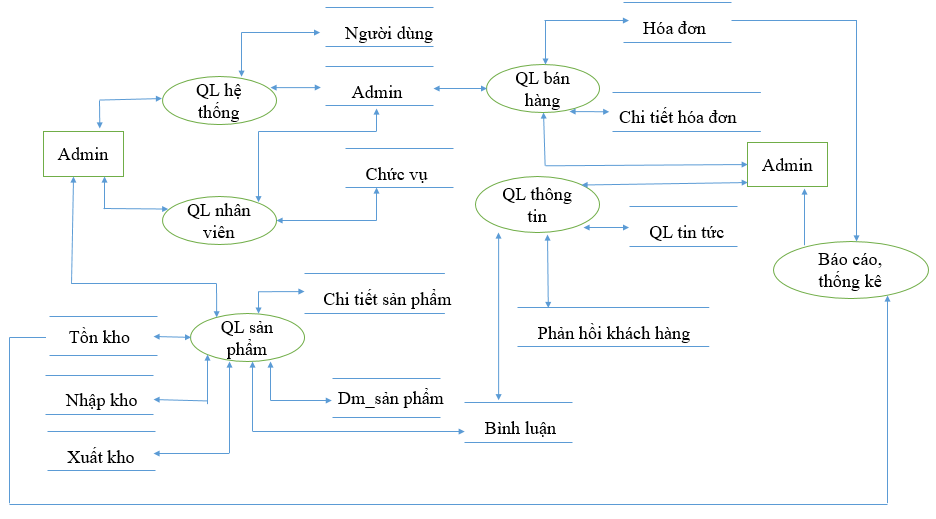 Người dùng
Hóa đơn
QL hệ
thống
Admin
QL bán
hàng
Chi tiết hóa đơn
Admin
Admin
Chức vụ
QL nhân
viên
QL thông
tin
QL tin tức
Báo cáo,
thống kê
Chi tiết sản phẩm
Tồn kho
QL sản
phẩm
Phản hồi khách hàng
Nhập kho
Dm_sản phẩm
Bình luận
Xuất kho